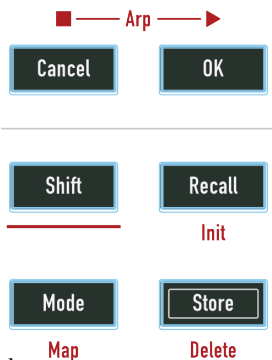 Arp
Cancel OK
Shift Recall
Init
Mode Store
Map Delete